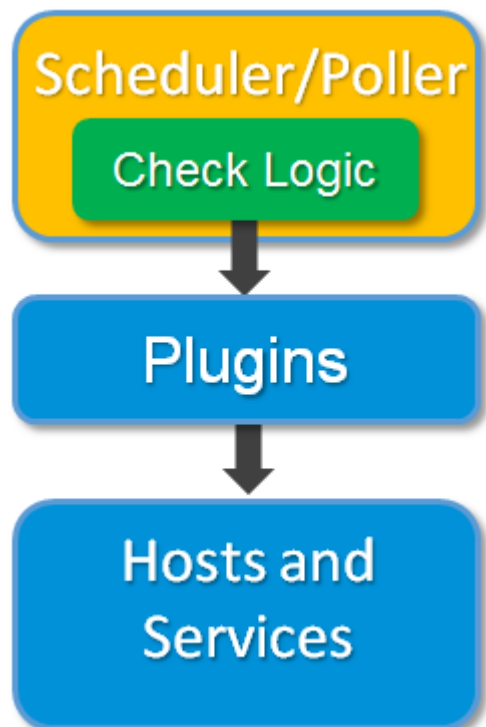 Scheduler/Poller
Check Logic
Plugins
Hosts and
Services